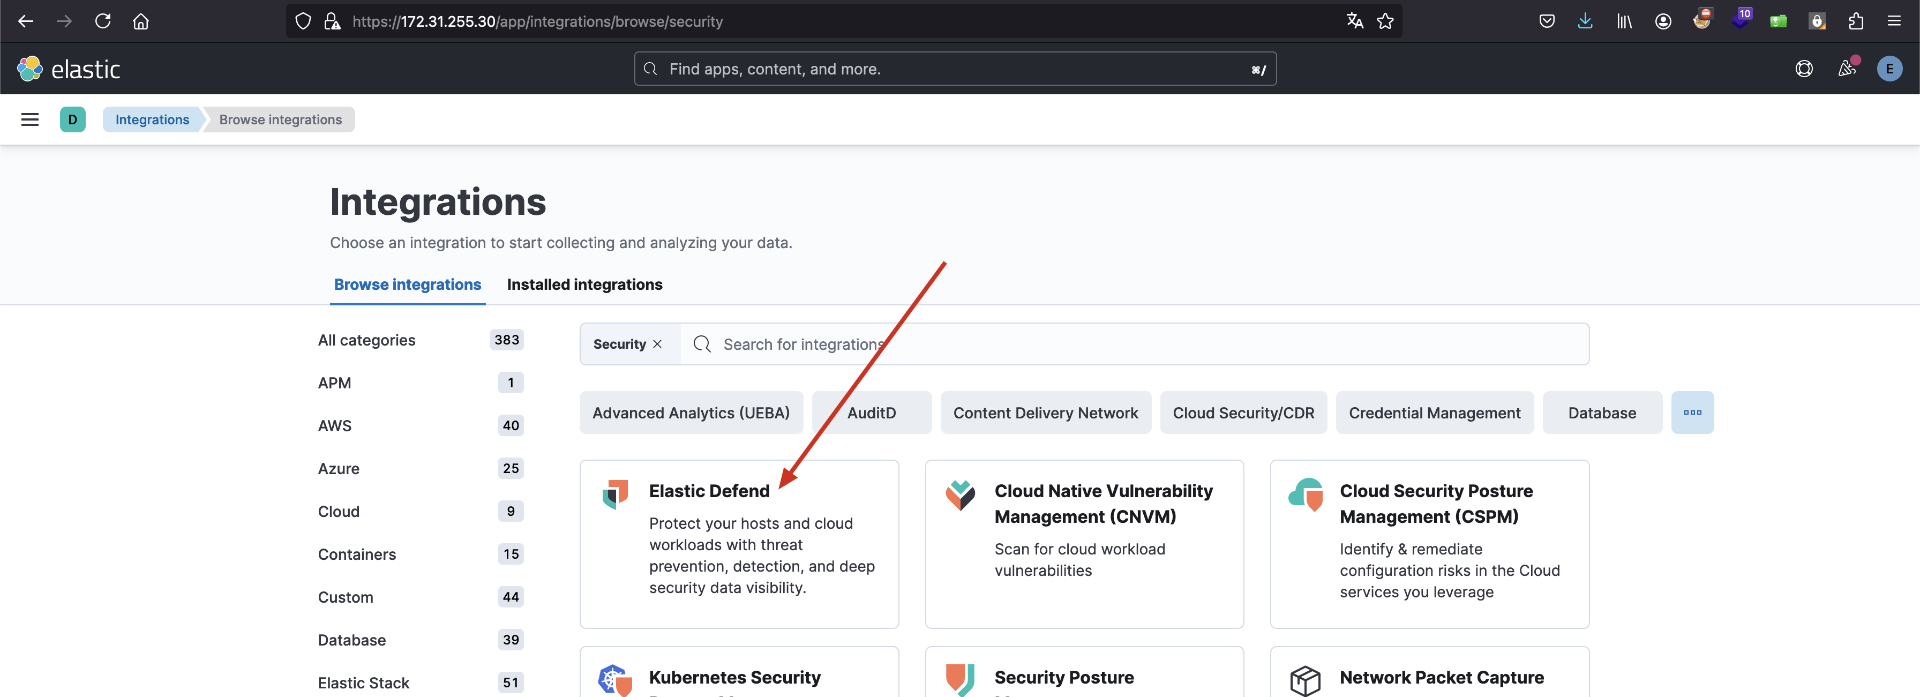 https://172.31.255.30/app/integrations/browse/security
10
elastic
Find apps, content, and more.
⌘/
E
D
Integrations
Browse integrations
Integrations
Choose an integration to start collecting and analyzing your data.
Browse integrations
Installed integrations
All categories 383
APM 1
AWS 40
Azure 25
Cloud 9
Containers 15
Custom 44
Database 39
Elastic Stack 51
Security ×
Search for integrations
Advanced Analytics (UEBA)
AuditD
Content Delivery Network
Cloud Security/CDR
Credential Management
Database
Elastic Defend
Protect your hosts and cloud
workloads with threat
prevention, detection, and deep
security data visibility.
Cloud Native Vulnerability
Management (CNVM)
Scan for cloud workload
vulnerabilities
Cloud Security Posture
Management (CSPM)
Identify & remediate
configuration risks in the Cloud
services you leverage
Kubernetes Security
Security Posture
Network Packet Capture